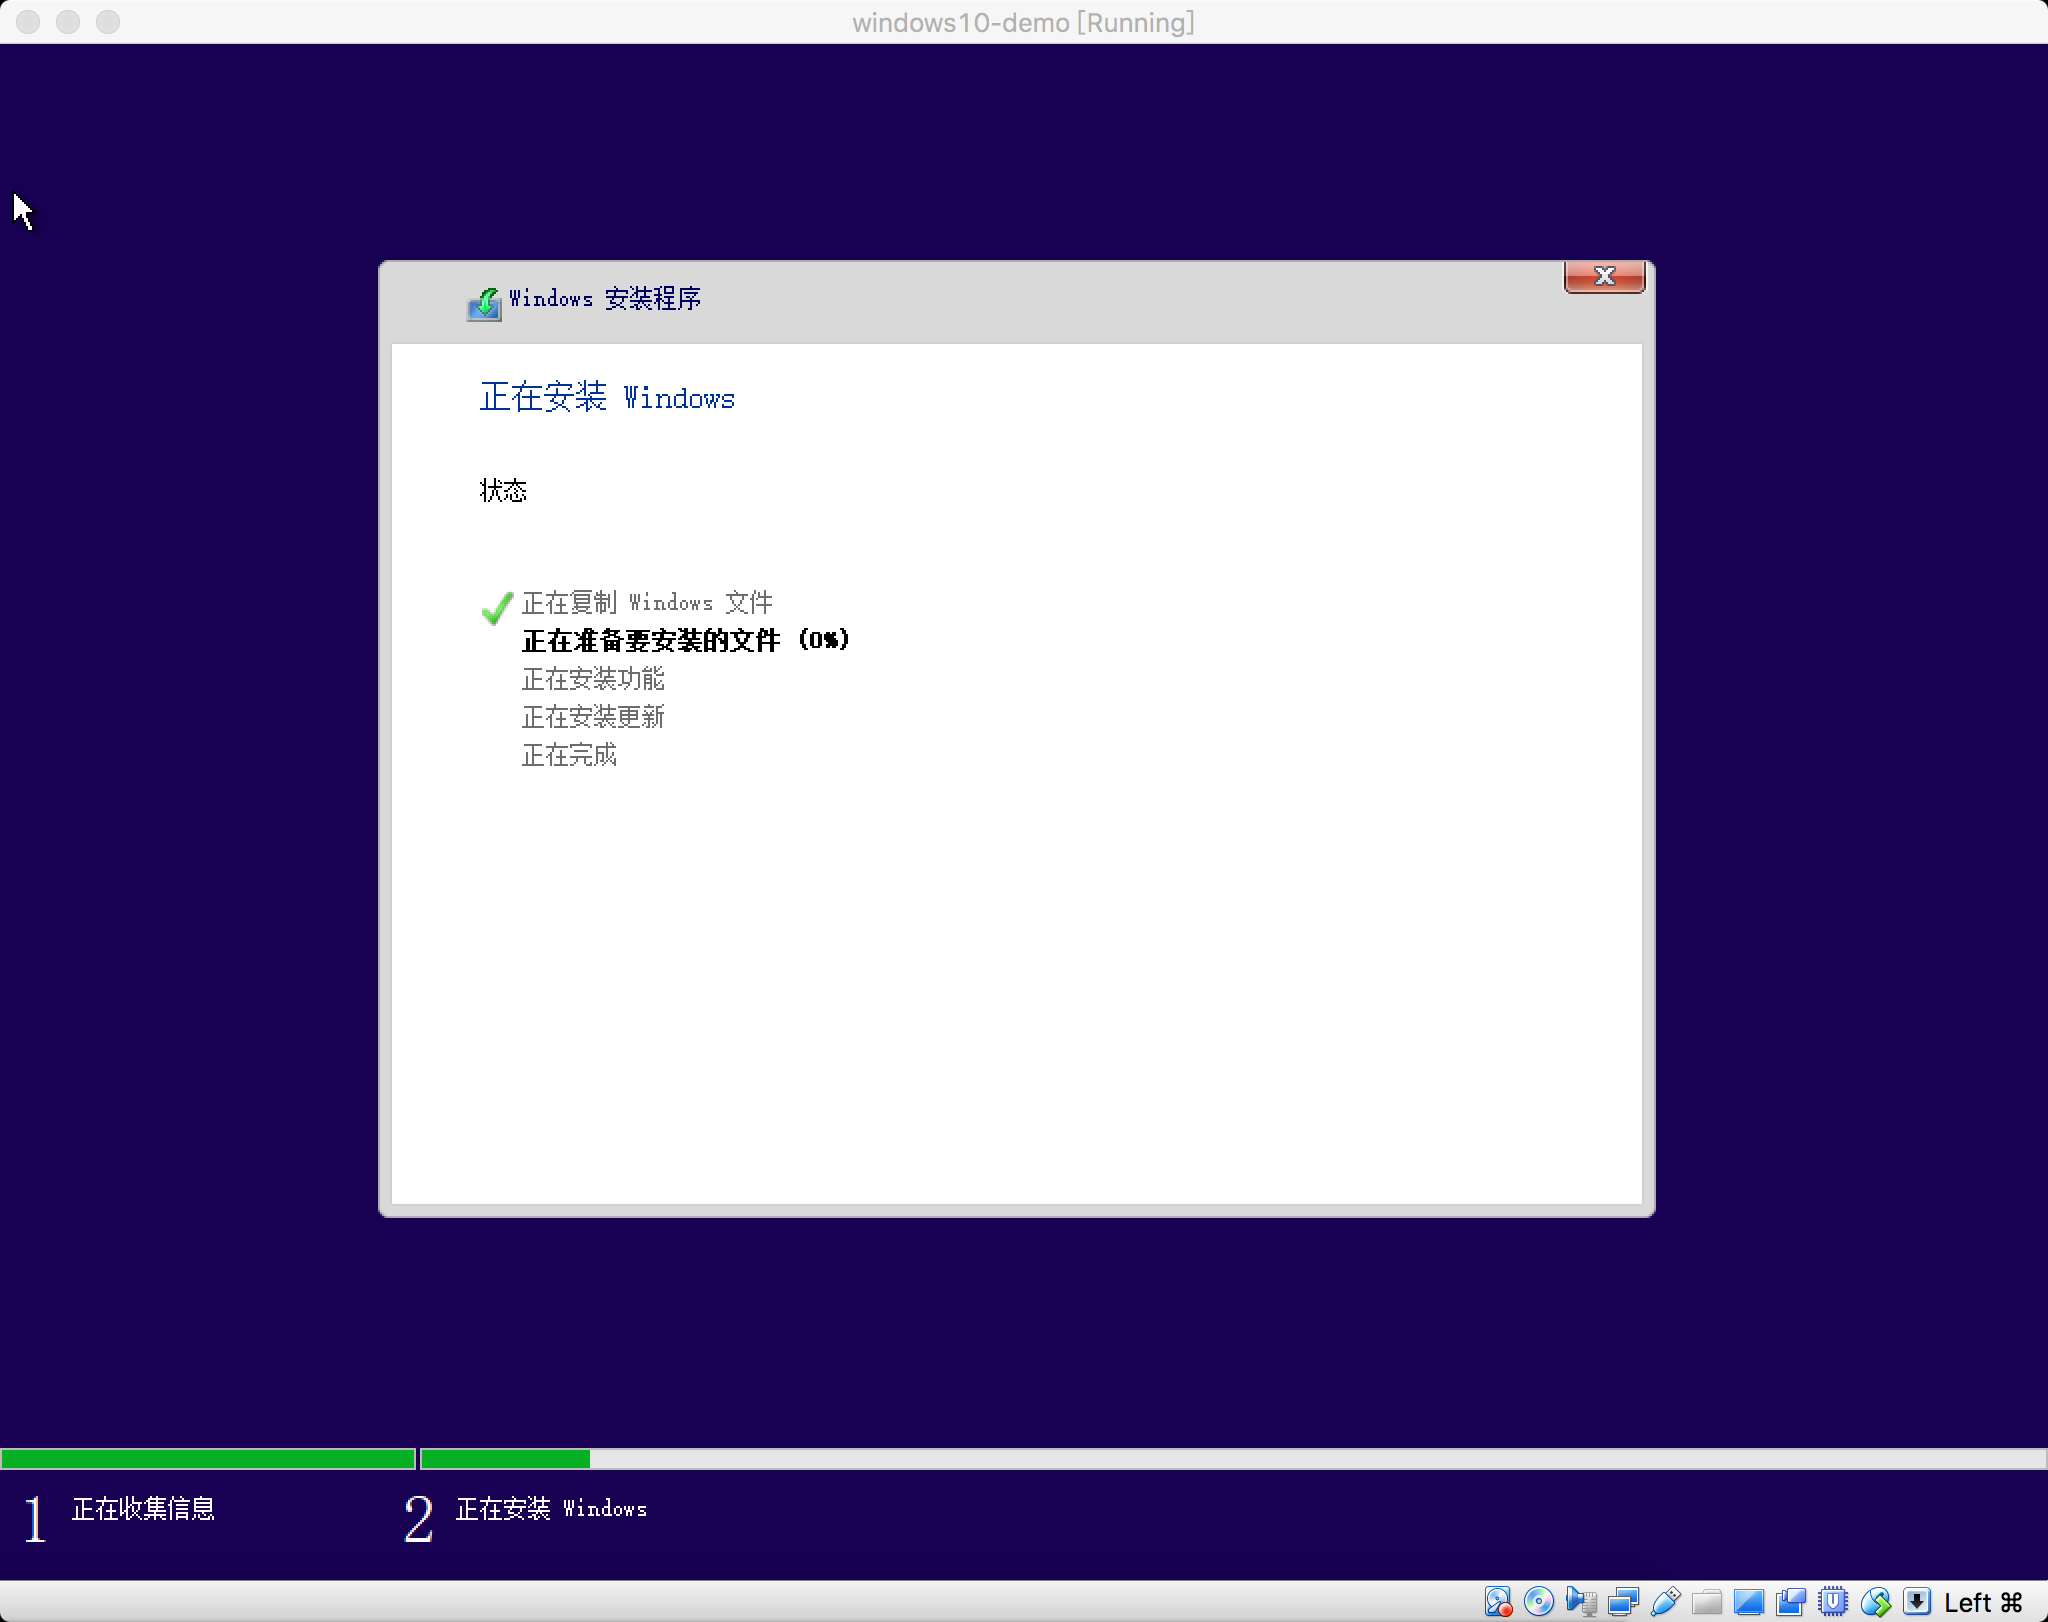 windows10-demo [Running]
Windows 安装程序
正在安装 Windows
状态
正在复制 Windows 文件
正在准备要安装的文件 (0%)
正在安装功能
正在安装更新
正在完成
1 正在收集信息
2 正在安装 Windows
Left ⌘